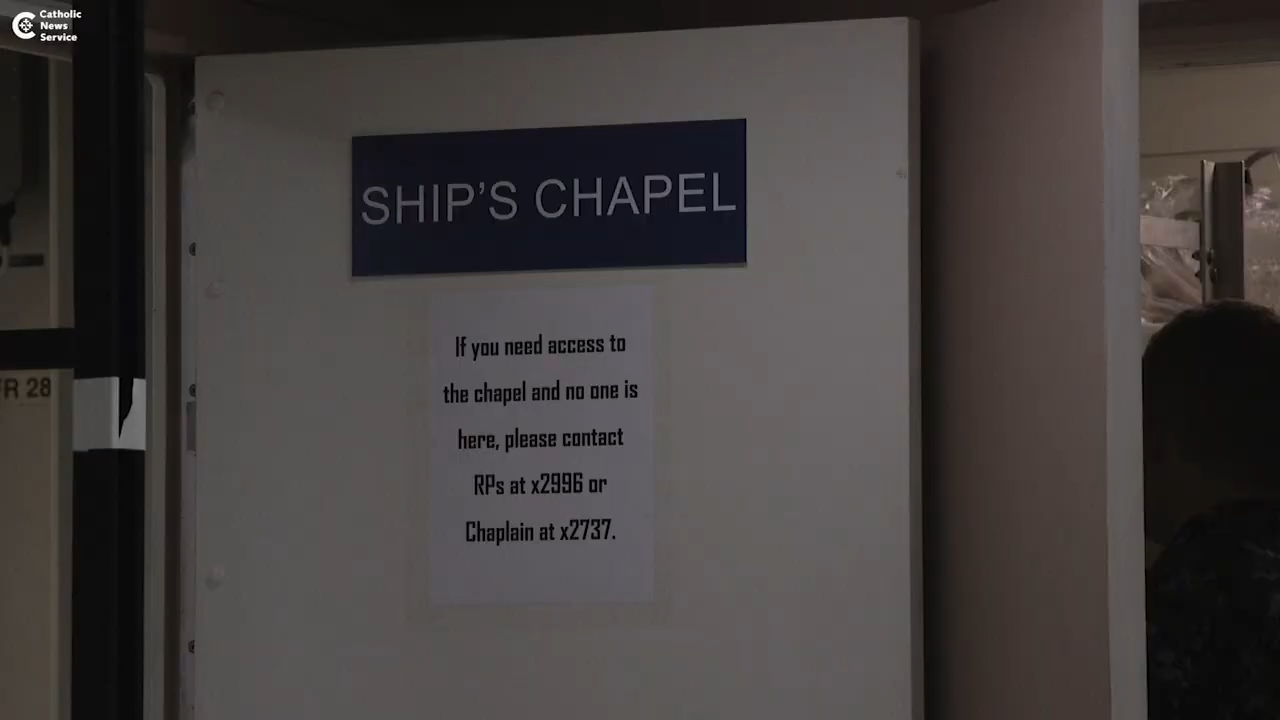 Catholic
News
Service
SHIP'S CHAPEL
If you need access to
the chapel and no one is
here, please contact
RPs at x2996 or
Chaplain at x2737.
R 28